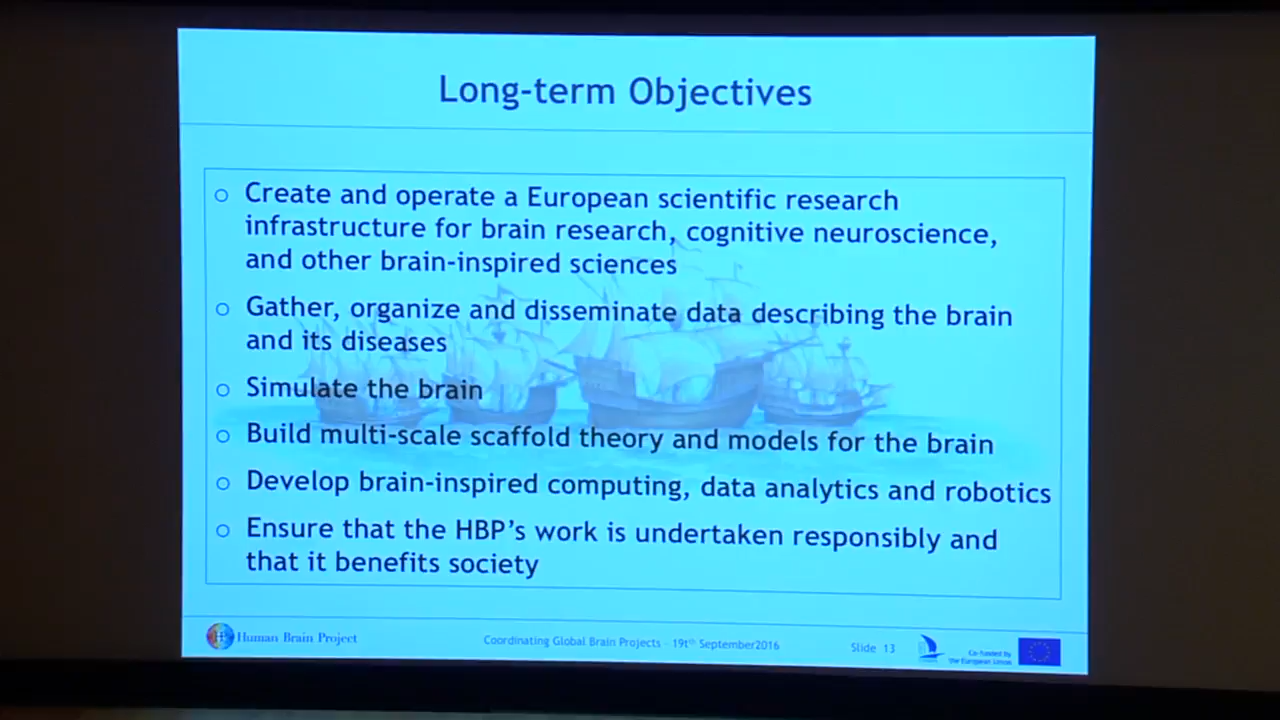 Long-term Objectives
○ Create and operate a European scientific research
infrastructure for brain research, cognitive neuroscience,
and other brain-inspired sciences
○ Gather, organize and disseminate data describing the brain
and its diseases
○ Simulate the brain
○ Build multi-scale scaffold theory and models for the brain
○ Develop brain-inspired computing, data analytics and robotics
○ Ensure that the HBP's work is undertaken responsibly and
that it benefits society
Human Brain Project
Coordinating Global Brain Projects - 19tth September2016
Slide 13
Co-funded by
the European Union